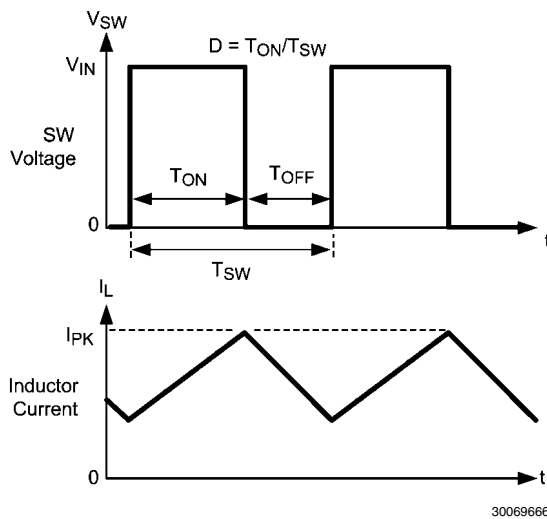 V_SW
D = T_ON/T_SW
V_IN
SW
Voltage
T_ON
T_OFF
0
t
T_SW
I_L
I_PK
Inductor
Current
0
t
30069666